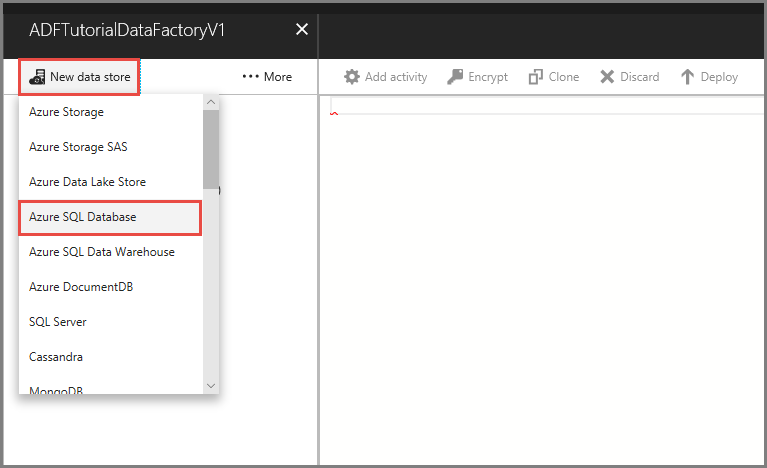 ADFTutorialDataFactoryV1
New data store
••• More
Add activity
Encrypt
Clone
Discard
Deploy
Azure Storage
Azure Storage SAS
Azure Data Lake Store
)
Azure SQL Database
Azure SQL Data Warehouse
Azure DocumentDB
SQL Server
Cassandra
MongoDB